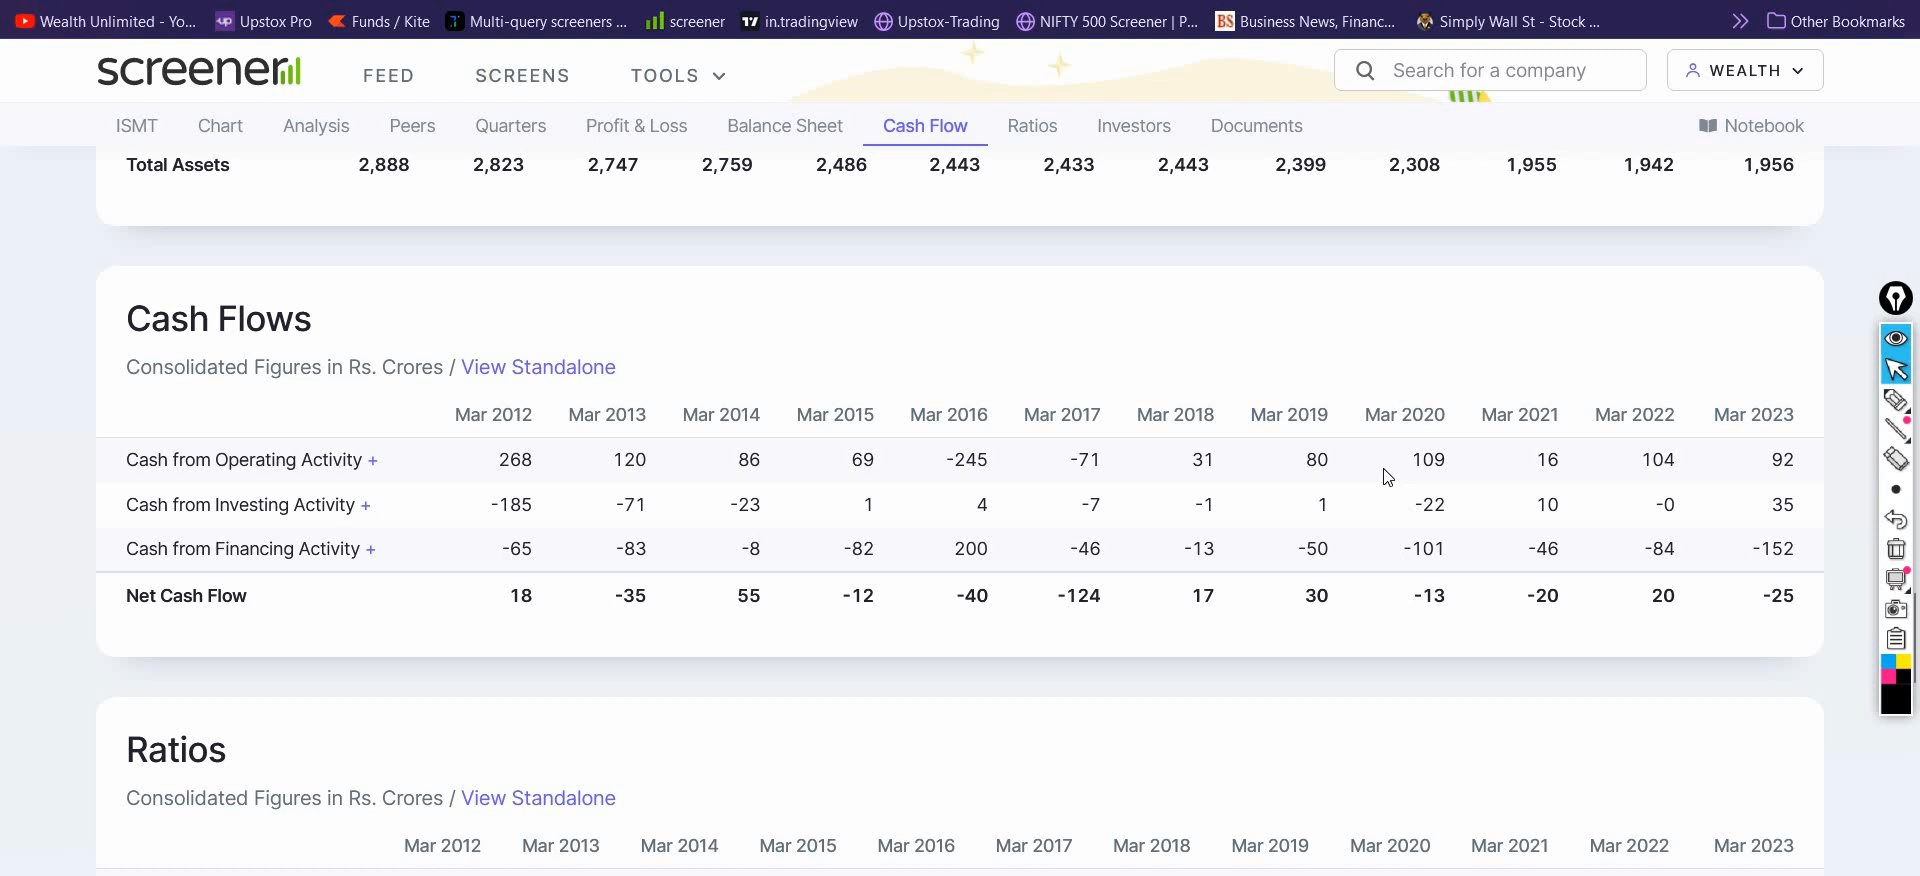 Wealth Unlimited - Yo... Upstox Pro Funds / Kite Multi-query screeners ... screener in.tradingview Upstox-Trading NIFTY 500 Screener | P... BS Business News, Financ... Simply Wall St - Stock ... Other Bookmarks
screener FEED SCREENS TOOLS Search for a company WEALTH
ISMT Chart Analysis Peers Quarters Profit & Loss Balance Sheet Cash Flow Ratios Investors Documents Notebook
Total Assets 2,888 2,823 2,747 2,759 2,486 2,443 2,433 2,443 2,399 2,308 1,955 1,942 1,956
Cash Flows
Consolidated Figures in Rs. Crores / View Standalone
Mar 2012 Mar 2013 Mar 2014 Mar 2015 Mar 2016 Mar 2017 Mar 2018 Mar 2019 Mar 2020 Mar 2021 Mar 2022 Mar 2023
Cash from Operating Activity + 268 120 86 69 -245 -71 31 80 109 16 104 92
Cash from Investing Activity + -185 -71 -23 1 4 -7 -1 1 -22 10 -0 35
Cash from Financing Activity + -65 -83 -8 -82 200 -46 -13 -50 -101 -46 -84 -152
Net Cash Flow 18 -35 55 -12 -40 -124 17 30 -13 -20 20 -25
Ratios
Consolidated Figures in Rs. Crores / View Standalone
Mar 2012 Mar 2013 Mar 2014 Mar 2015 Mar 2016 Mar 2017 Mar 2018 Mar 2019 Mar 2020 Mar 2021 Mar 2022 Mar 2023